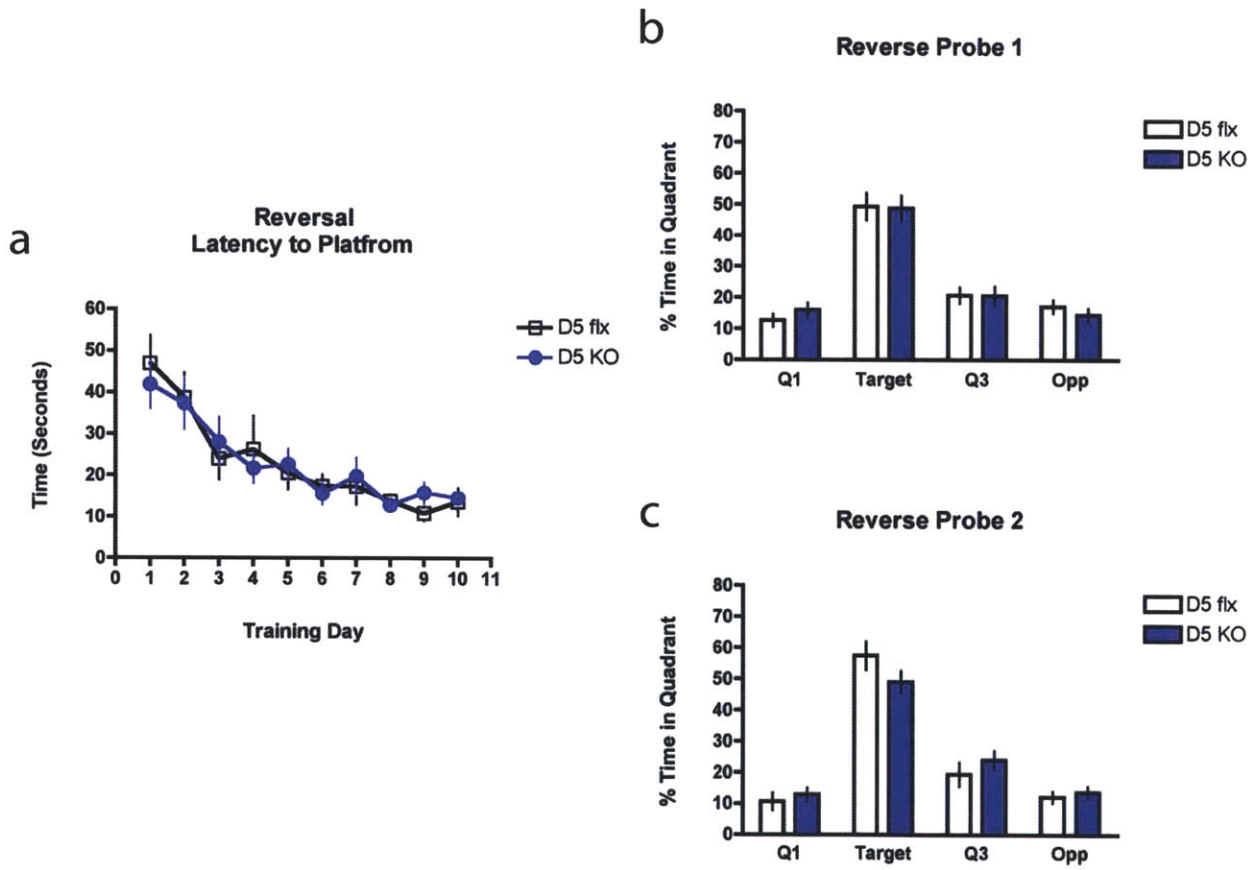 a
Reversal
Latency to Platfrom
Time (Seconds)
60
50
40
30
20
10
0
0 1 2 3 4 5 6 7 8 9 10 11
Training Day
D5 flx
D5 KO
b
Reverse Probe 1
% Time in Quadrant
80
70
60
50
40
30
20
10
0
Q1 Target Q3 Opp
D5 flx
D5 KO
c
Reverse Probe 2
% Time in Quadrant
80
70
60
50
40
30
20
10
0
Q1 Target Q3 Opp
D5 flx
D5 KO